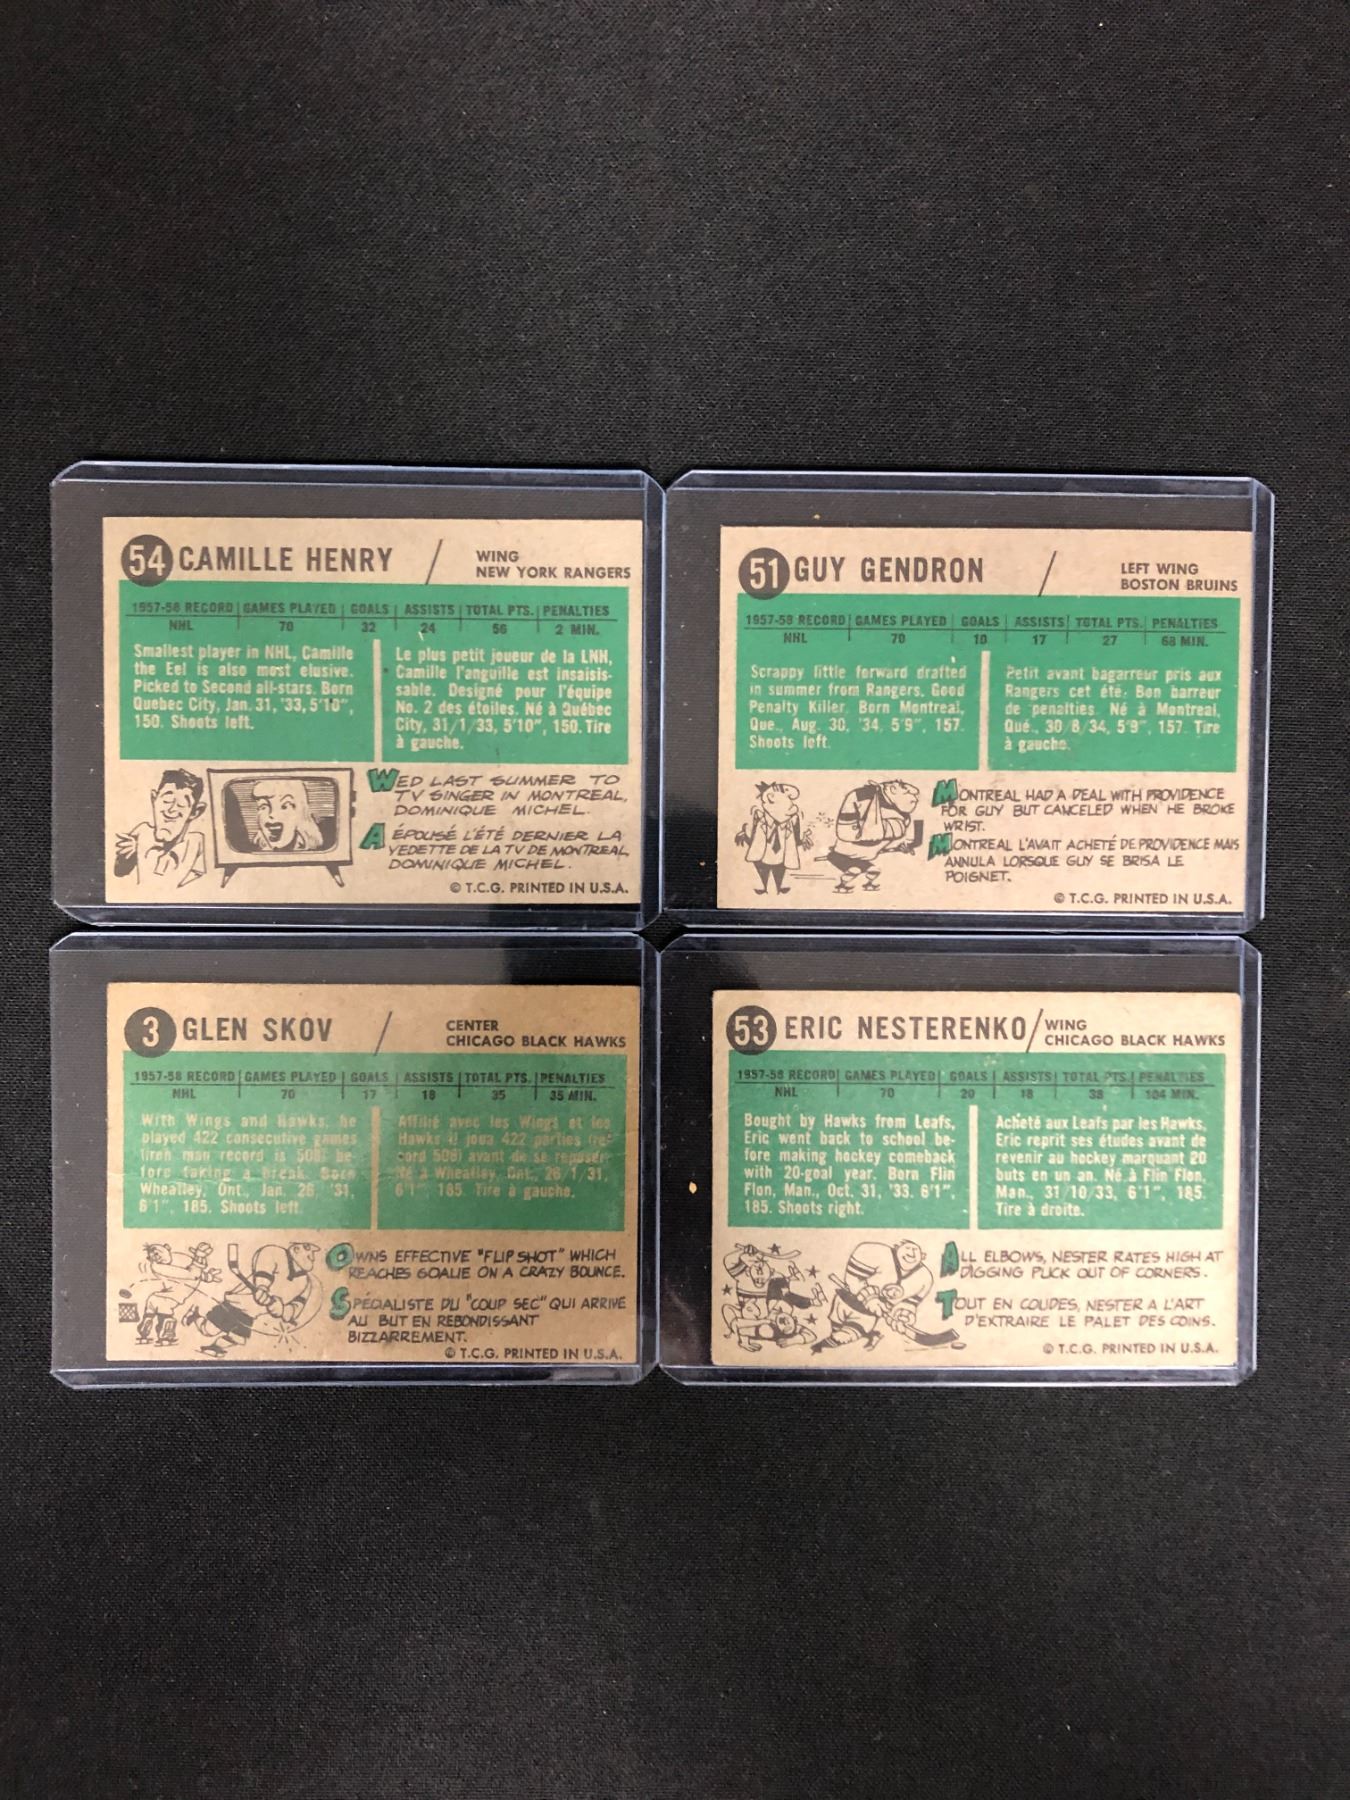 54 CAMILLE HENRY / WING
NEW YORK RANGERS
1957-58 RECORD GAMES PLAYED GOALS ASSISTS TOTAL PTS. PENALTIES
NHL 70 32 24 56 2 MIN.
Smallest player in NHL, Camille
the Eel is also most elusive.
Picked to Second all-stars. Born
Quebec City, Jan. 31, '33, 5'10",
150. Shoots left.
Le plus petit joueur de la LNH,
Camille l'anguille est insaisis-
sable. Designé pour l'équipe
No. 2 des étoiles. Né à Québec
City, 31/1/33, 5'10", 150. Tire
à gauche.
WED LAST SUMMER TO
TV SINGER IN MONTREAL,
DOMINIQUE MICHEL.
A ÉPOUSÉ L'ÉTÉ DERNIER LA
VEDETTE DE LA TV DE MONTREAL,
DOMINIQUE MICHEL.
© T.C.G. PRINTED IN U.S.A.
51 GUY GENDRON / LEFT WING
BOSTON BRUINS
1957-58 RECORD GAMES PLAYED GOALS ASSISTS TOTAL PTS. PENALTIES
NHL 70 10 17 27 68 MIN.
Scrappy little forward drafted
in summer from Rangers. Good
Penalty Killer. Born Montreal,
Que., Aug. 30, '34, 5'9", 157.
Shoots left.
Petit avant bagarreur pris aux
Rangers cet été. Bon barreur
de penalties. Né à Montreal,
Qué., 30/8/34, 5'9", 157. Tire
à gauche.
MONTREAL HAD A DEAL WITH PROVIDENCE
FOR GUY BUT CANCELED WHEN HE BROKE
WRIST.
MONTREAL L'AVAIT ACHETÉ DE PROVIDENCE MAIS
ANNULA LORSQUE GUY SE BRISA LE
POIGNET.
© T.C.G. PRINTED IN U.S.A.
3 GLEN SKOV / CENTER
CHICAGO BLACK HAWKS
1957-58 RECORD GAMES PLAYED GOALS ASSISTS TOTAL PTS. PENALTIES
NHL 70 17 18 35 35 MIN.
With Wings and Hawks, he
played 422 consecutive games
(iron man record is 508) be-
fore taking a break. Born
Wheatley, Ont., Jan. 26, '31,
6'1", 185. Shoots left.
Affilié avec les Wings et les
Hawks il joua 422 parties (re-
cord 508) avant de se reposer.
Né à Wheatley, Ont., 26/1/31,
6'1" 185. Tire à gauche.
OWNS EFFECTIVE "FLIP SHOT" WHICH
REACHES GOALIE ON A CRAZY BOUNCE.
SPÉCIALISTE DU "COUP SEC" QUI ARRIVE
AU BUT EN REBONDISSANT
BIZZARREMENT.
© T.C.G. PRINTED IN U.S.A.
53 ERIC NESTERENKO / WING
CHICAGO BLACK HAWKS
1957-58 RECORD GAMES PLAYED GOALS ASSISTS TOTAL PTS. PENALTIES
NHL 70 20 18 38 104 MIN.
Bought by Hawks from Leafs,
Eric went back to school be-
fore making hockey comeback
with 20-goal year. Born Flin
Flon, Man., Oct. 31, '33. 6'1",
185. Shoots right.
Acheté aux Leafs par les Hawks,
Eric reprit ses études avant de
revenir au hockey marquant 20
buts en un an. Né à Flin Flon,
Man., 31/10/33, 6'1", 185.
Tire à droite.
ALL ELBOWS, NESTER RATES HIGH AT
DIGGING PUCK OUT OF CORNERS.
TOUT EN COUDES, NESTER A L'ART
D'EXTRAIRE LE PALET DES COINS.
© T.C.G. PRINTED IN U.S.A.